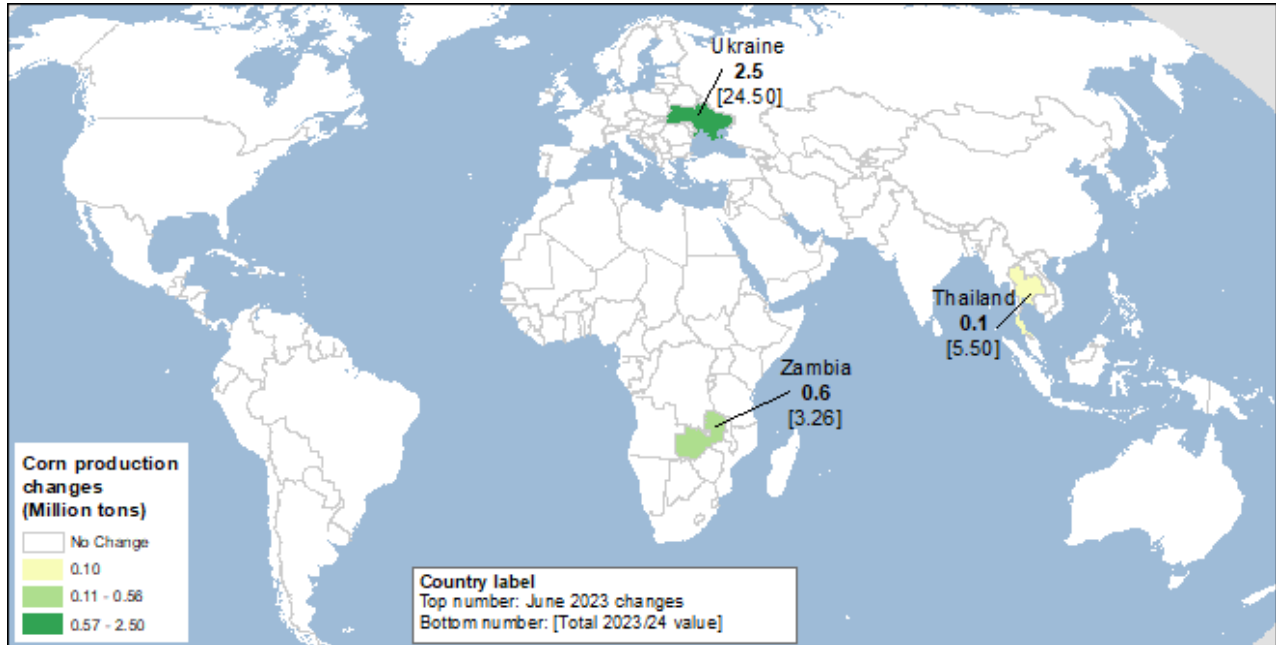 Ukraine
2.5
[24.50]
Thailand
0.1
[5.50]
Zambia
0.6
[3.26]
Corn production
changes
(Million tons)
No Change
0.10
0.11 - 0.56
0.57 - 2.50
Country label
Top number: June 2023 changes
Bottom number: [Total 2023/24 value]